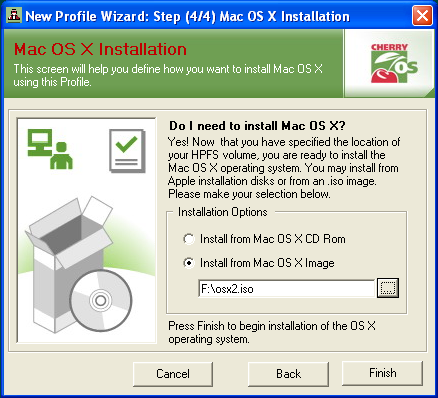 New Profile Wizard: Step (4/4) Mac OS X Installation
Mac OS X Installation
This screen will help you define how you want to install Mac OS X
using this Profile.
CHERRY
OS
Do I need to install Mac OS X?
Yes! Now that you have specified the location of
your HPFS volume, you are ready to install the
Mac OS X operating system. You may install from
Apple installation disks or from an .iso image.
Please make your selection below.
Installation Options
Install from Mac OS X CD Rom
Install from Mac OS X Image
F:\osx2.iso
...
Press Finish to begin installation of the OS X
operating system.
Cancel
Back
Finish